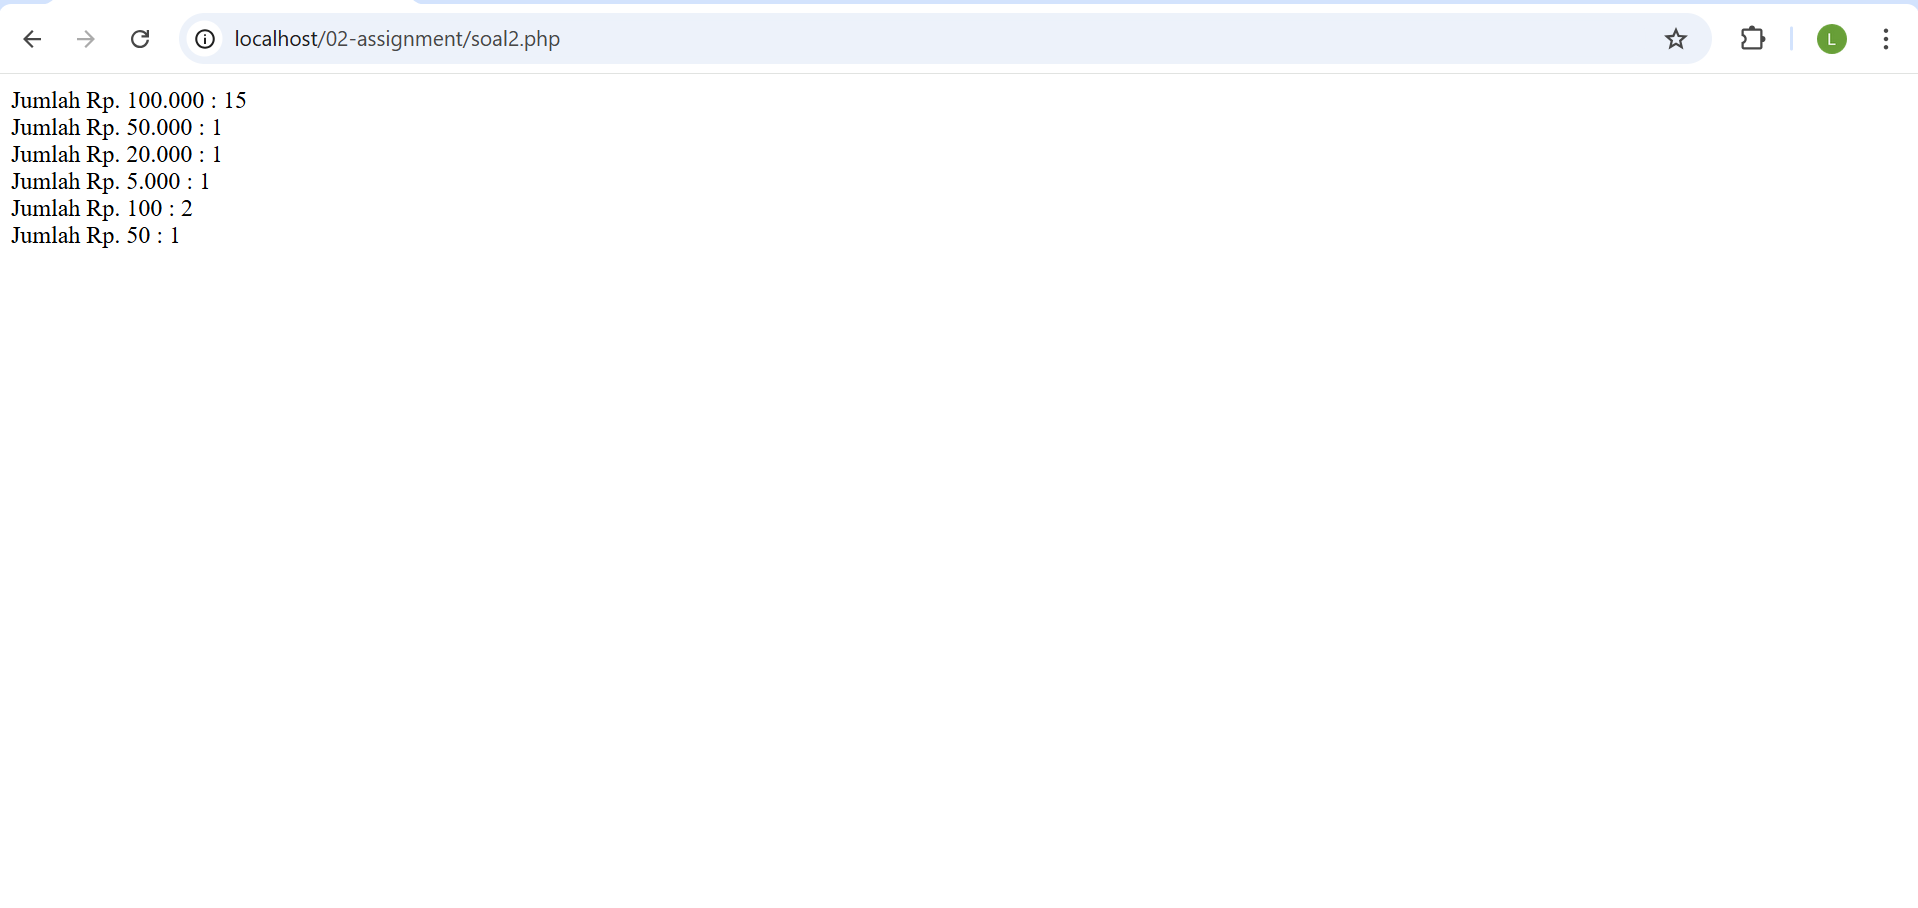 localhost/02-assignment/soal2.php
L
Jumlah Rp. 100.000 : 15
Jumlah Rp. 50.000 : 1
Jumlah Rp. 20.000 : 1
Jumlah Rp. 5.000 : 1
Jumlah Rp. 100 : 2
Jumlah Rp. 50 : 1